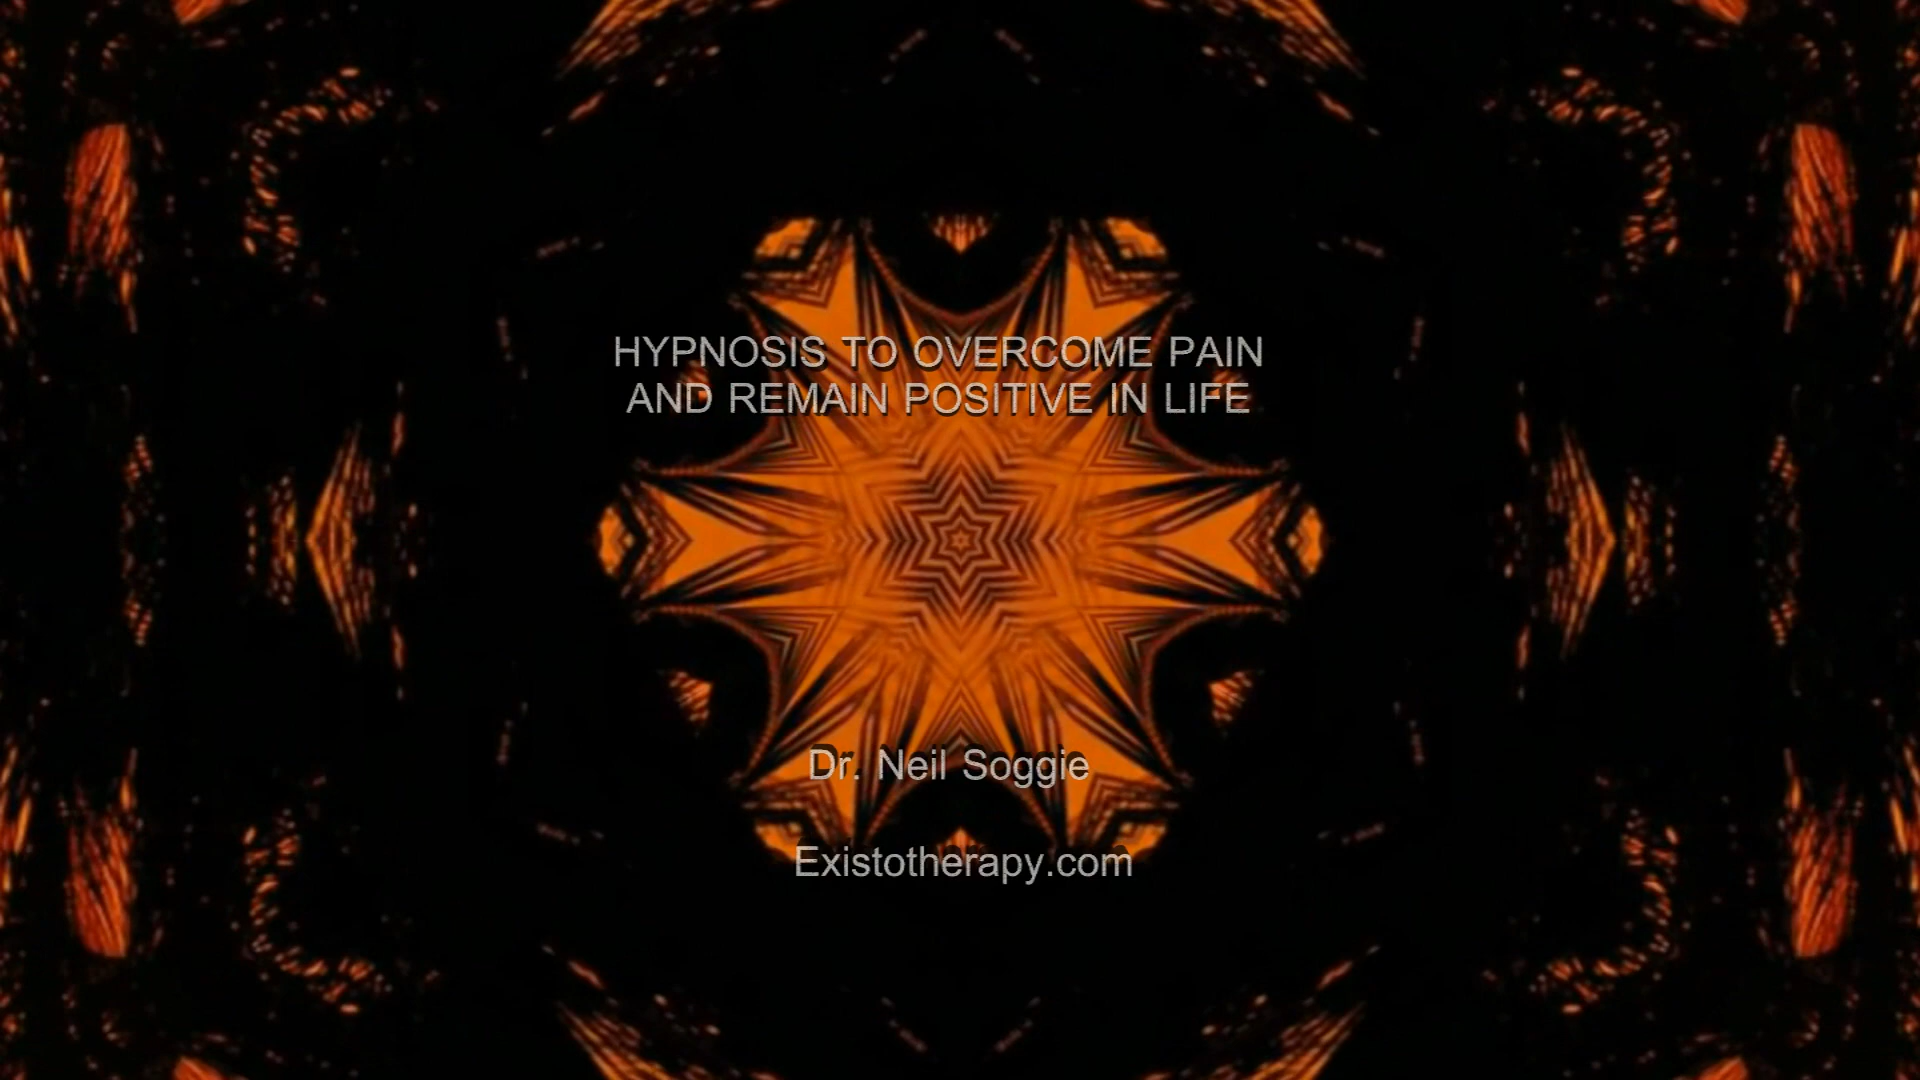 HYPNOSIS TO OVERCOME PAIN
AND REMAIN POSITIVE IN LIFE
Dr. Neil Soggie
Existotherapy.com